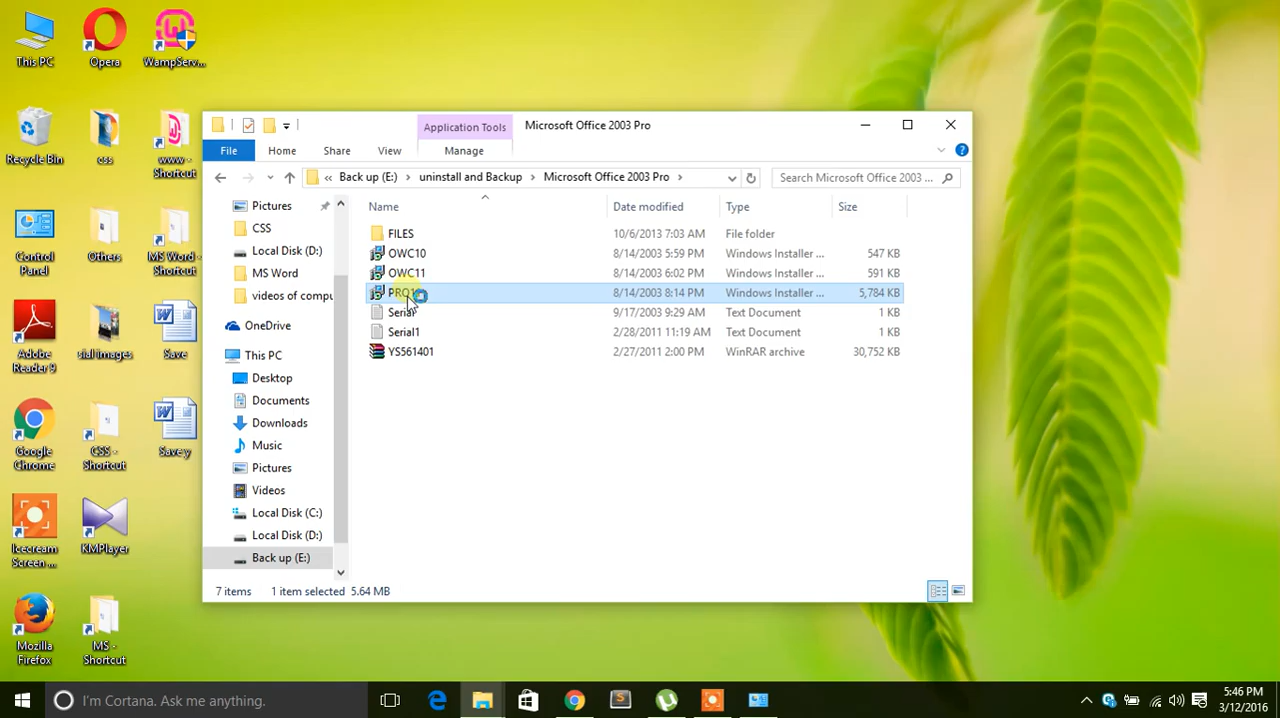 This PC
Opera
WampServ...
Recycle Bin
css
www -
Shortcut
Control
Panel
Others
MS Word -
Shortcut
Adobe
Reader 9
sial images
Save
Google
Chrome
CSS -
Shortcut
Save y
Icecream
Screen ...
KMPlayer
Mozilla
Firefox
MS -
Shortcut
Application Tools
Microsoft Office 2003 Pro
File
Home
Share
View
Manage
« Back up (E:) › uninstall and Backup › Microsoft Office 2003 Pro ›
Search Microsoft Office 2003 ...
Pictures
CSS
Local Disk (D:)
MS Word
videos of compu
OneDrive
This PC
Desktop
Documents
Downloads
Music
Pictures
Videos
Local Disk (C:)
Local Disk (D:)
Back up (E:)
Name Date modified Type Size
FILES 10/6/2013 7:03 AM File folder
OWC10 8/14/2003 5:59 PM Windows Installer ... 547 KB
OWC11 8/14/2003 6:02 PM Windows Installer ... 591 KB
8/14/2003 8:14 PM Windows Installer ... 5,784 KB
Serial 9/17/2003 9:29 AM Text Document 1 KB
Serial1 2/28/2011 11:19 AM Text Document 1 KB
YS561401 2/27/2011 2:00 PM WinRAR archive 30,752 KB
7 items 1 item selected 5.64 MB
I'm Cortana. Ask me anything.
5:46 PM
3/12/2016